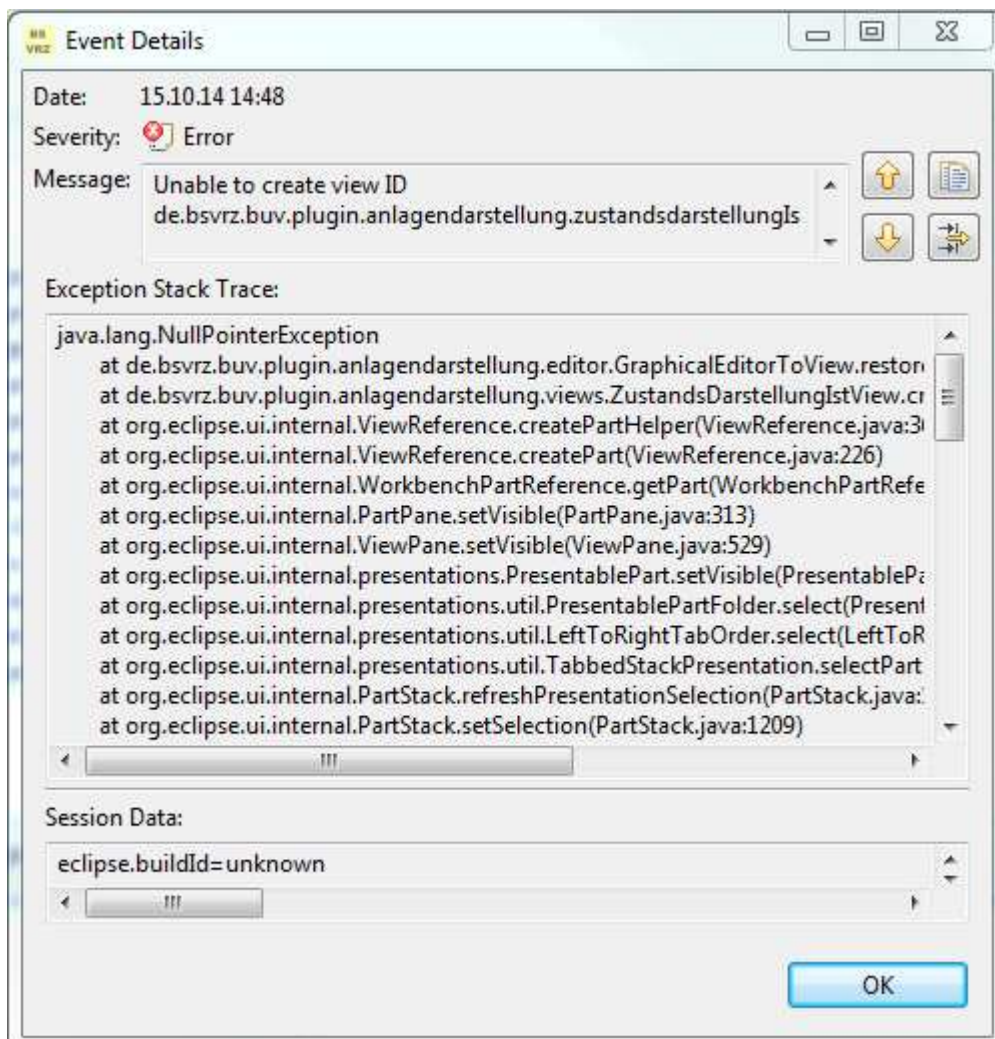 BS
VRZ
Event Details
Date: 15.10.14 14:48
Severity: Error
Message: Unable to create view ID
de.bsvrz.buv.plugin.anlagendarstellung.zustandsdarstellungIs
Exception Stack Trace:
java.lang.NullPointerException
at de.bsvrz.buv.plugin.anlagendarstellung.editor.GraphicalEditorToView.restor
at de.bsvrz.buv.plugin.anlagendarstellung.views.ZustandsDarstellungIstView.cr
at org.eclipse.ui.internal.ViewReference.createPartHelper(ViewReference.java:3
at org.eclipse.ui.internal.ViewReference.createPart(ViewReference.java:226)
at org.eclipse.ui.internal.WorkbenchPartReference.getPart(WorkbenchPartRefe
at org.eclipse.ui.internal.PartPane.setVisible(PartPane.java:313)
at org.eclipse.ui.internal.ViewPane.setVisible(ViewPane.java:529)
at org.eclipse.ui.internal.presentations.PresentablePart.setVisible(PresentablePa
at org.eclipse.ui.internal.presentations.util.PresentablePartFolder.select(Present
at org.eclipse.ui.internal.presentations.util.LeftToRightTabOrder.select(LeftToR
at org.eclipse.ui.internal.presentations.util.TabbedStackPresentation.selectPart
at org.eclipse.ui.internal.PartStack.refreshPresentationSelection(PartStack.java:
at org.eclipse.ui.internal.PartStack.setSelection(PartStack.java:1209)
Session Data:
eclipse.buildId=unknown
OK